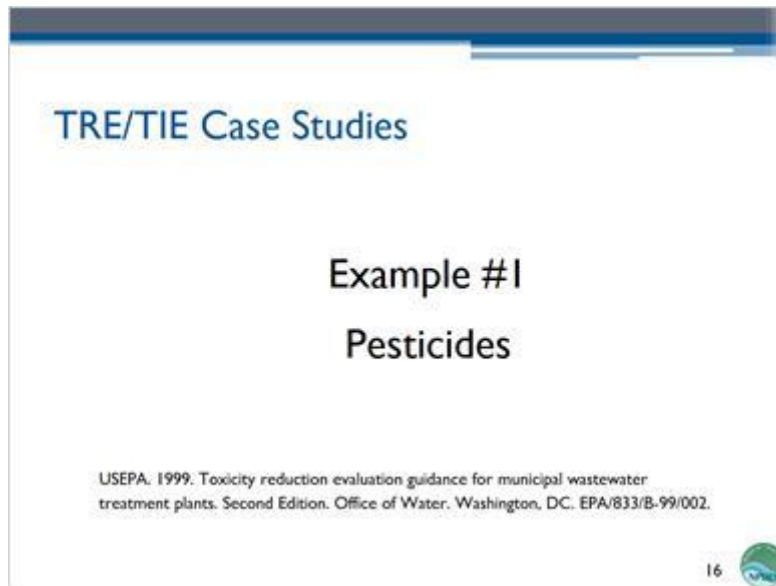 TRE/TIE Case Studies
Example #1
Pesticides
USEPA. 1999. Toxicity reduction evaluation guidance for municipal wastewater
treatment plants. Second Edition. Office of Water. Washington, DC. EPA/833/B-99/002.
16